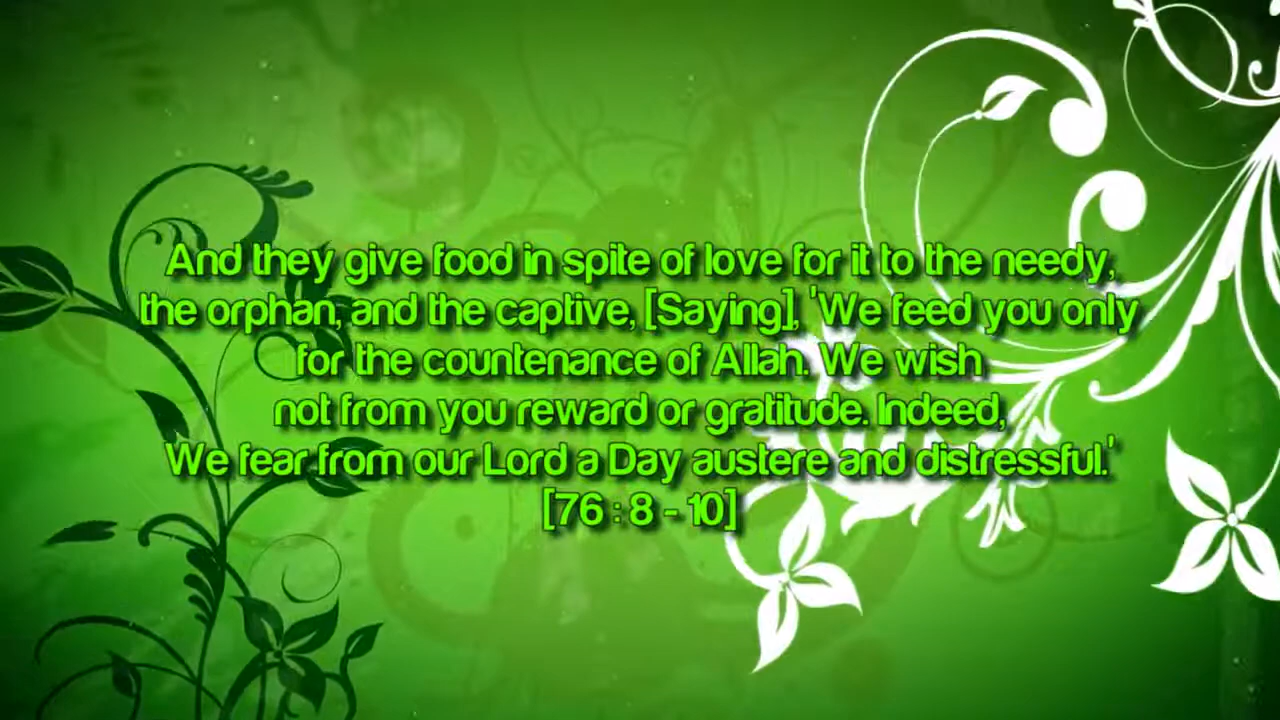 And they give food in spite of love for it to the needy,
the orphan, and the captive, [Saying], 'We feed you only
for the countenance of Allah. We wish
not from you reward or gratitude. Indeed,
We fear from our Lord a Day austere and distressful.'
[76 : 8 - 10]